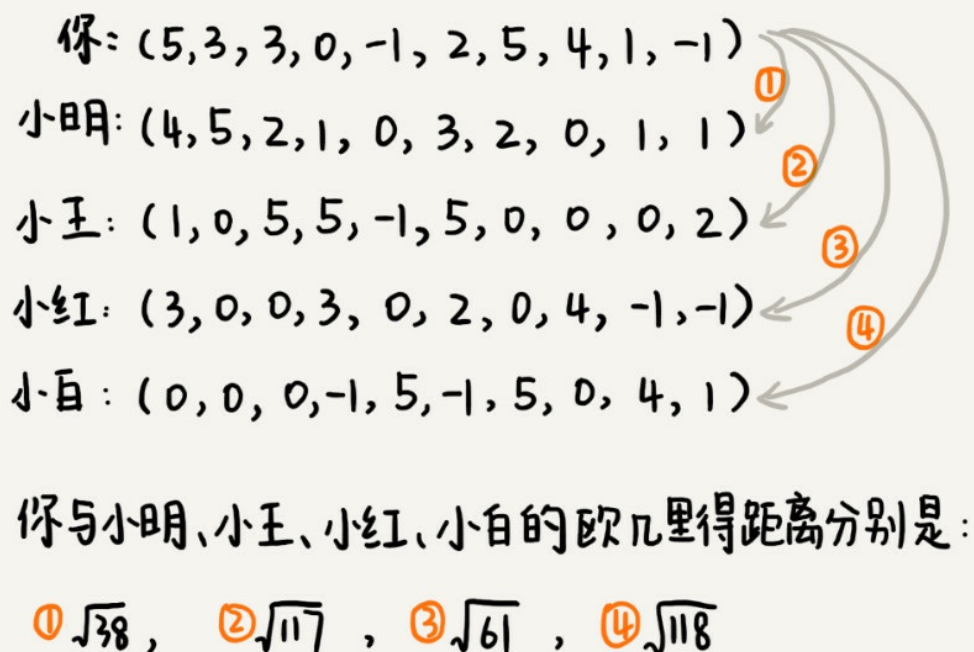 你: (5,3,3,0,-1,2,5,4,1,-1)
①
小明: (4,5,2,1,0,3,2,0,1,1)
②
小王: (1,0,5,5,-1,5,0,0,0,2)
③
小红: (3,0,0,3,0,2,0,4,-1,-1)
④
小白: (0,0,0,-1,5,-1,5,0,4,1)
你与小明、小王、小红、小白的欧几里得距离分别是:
①√38, ②√117, ③√61, ④√118